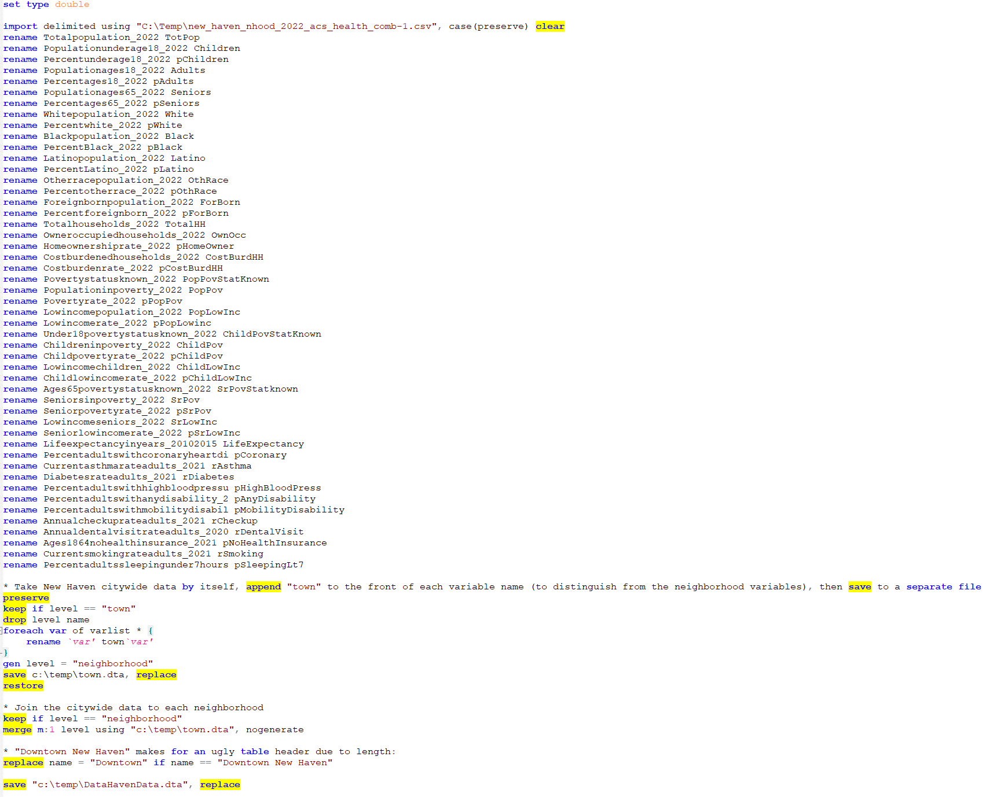 set type double
import delimited using "C:\Temp\new_haven_nhood_2022_acs_health_comb-1.csv", case(preserve) clear
rename Totalpopulation_2022 TotPop
rename Populationunderage18_2022 Children
rename Percentunderage18_2022 pChildren
rename Populationages18_2022 Adults
rename Percentages18_2022 pAdults
rename Populationages65_2022 Seniors
rename Percentages65_2022 pSeniors
rename Whitepopulation_2022 White
rename Percentwhite_2022 pWhite
rename Blackpopulation_2022 Black
rename PercentBlack_2022 pBlack
rename Latinopopulation_2022 Latino
rename PercentLatino_2022 pLatino
rename Otherracepopulation_2022 OthRace
rename Percentotherrace_2022 pOthRace
rename Foreignbornpopulation_2022 ForBorn
rename Percentforeignborn_2022 pForBorn
rename Totalhouseholds_2022 TotalHH
rename Owneroccupiedhouseholds_2022 OwnOcc
rename Homeownershiprate_2022 pHomeOwner
rename Costburdenedhouseholds_2022 CostBurdHH
rename Costburdenrate_2022 pCostBurdHH
rename Povertystatusknown_2022 PopPovStatKnown
rename Populationinpoverty_2022 PopPov
rename Povertyrate_2022 pPopPov
rename Lowincomepopulation_2022 PopLowInc
rename Lowincomerate_2022 pPopLowinc
rename Under18povertystatusknown_2022 ChildPovStatKnown
rename Childreninpoverty_2022 ChildPov
rename Childpovertyrate_2022 pChildPov
rename Lowincomechildren_2022 ChildLowInc
rename Childlowincomerate_2022 pChildLowInc
rename Ages65povertystatusknown_2022 SrPovStatknown
rename Seniorsinpoverty_2022 SrPov
rename Seniorpovertyrate_2022 pSrPov
rename Lowincomeseniors_2022 SrLowInc
rename Seniorlowincomerate_2022 pSrLowInc
rename Lifeexpectancyinyears_20102015 LifeExpectancy
rename Percentadultswithcoronaryheartdi pCoronary
rename Currentasthmarateadults_2021 rAsthma
rename Diabetesrateadults_2021 rDiabetes
rename Percentadultswithhighbloodpressu pHighBloodPress
rename Percentadultswithanydisability_2 pAnyDisability
rename Percentadultswithmobilitydisabil pMobilityDisability
rename Annualcheckuprateadults_2021 rCheckup
rename Annualdentalvisitrateadults_2020 rDentalVisit
rename Ages1864nohealthinsurance_2021 pNoHealthInsurance
rename Currentsmokingrateadults_2021 rSmoking
rename Percentadultssleepingunder7hours pSleepingLt7
* Take New Haven citywide data by itself, append "town" to the front of each variable name (to distinguish from the neighborhood variables), then save to a separate file
preserve
keep if level == "town"
drop level name
foreach var of varlist * {
rename `var' town`var'
}
gen level = "neighborhood"
save c:\temp\town.dta, replace
restore
* Join the citywide data to each neighborhood
keep if level == "neighborhood"
merge m:1 level using "c:\temp\town.dta", nogenerate
* "Downtown New Haven" makes for an ugly table header due to length:
replace name = "Downtown" if name == "Downtown New Haven"
save "c:\temp\DataHavenData.dta", replace